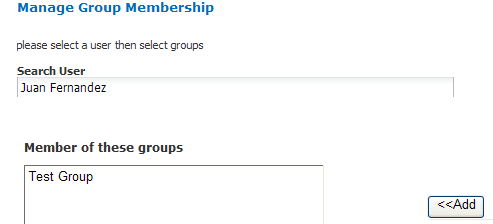 Manage Group Membership
please select a user then select groups
Search User
Juan Fernandez
Member of these groups
Test Group
<<Add